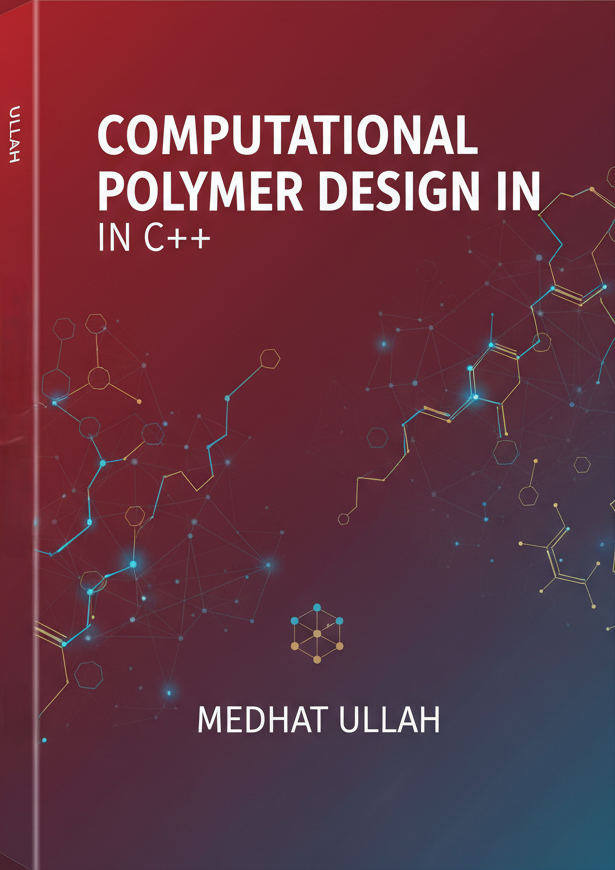 ULLAH
COMPUTATIONAL
POLYMER DESIGN IN
IN C++
MEDHAT ULLAH